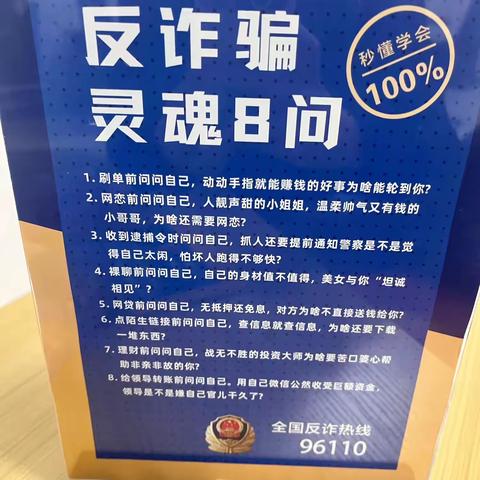 反诈骗
灵魂8问
秒懂学会
100%
1. 刷单前问问自己，动动手指就能赚钱的好事为啥能轮到你?
2. 网恋前问问自己，人靓声甜的小姐姐，温柔帅气又有钱的
小哥哥，为啥还需要网恋?
3. 收到逮捕令时问问自己，抓人还要提前通知警察是不是觉
得自己太闲，怕坏人跑得不够快?
4. 裸聊前问问自己，自己的身材值不值得，美女与你“坦诚
相见”?
5. 网贷前问问自己，无抵押还免息，对方为啥不直接送钱给你?
6. 点陌生链接前问问自己，查信息就查信息，为啥还要下载
一堆东西?
7. 理财前问问自己，战无不胜的投资大师为啥要苦口婆心帮
助非亲非故的你?
8. 给领导转账前问问自己。用自己微信公然收受巨额资金，
领导是不是嫌自己官儿干久了?
全国反诈热线
96110